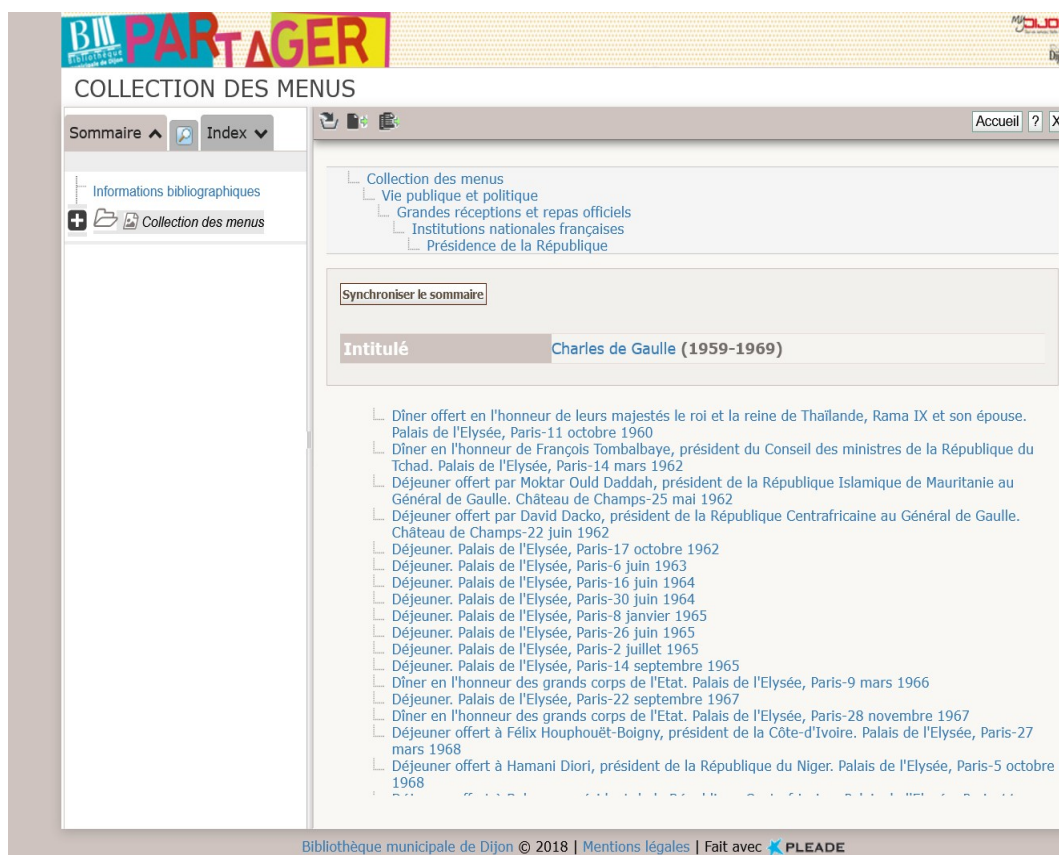 BM PARTAGER
Bibliothèque
municipale de Dijon
My
COLLECTION DES MENUS
Sommaire
Index
Accueil ? X
Informations bibliographiques
Collection des menus
Collection des menus
Vie publique et politique
Grandes réceptions et repas officiels
Institutions nationales françaises
Présidence de la République
Synchroniser le sommaire
Intitulé Charles de Gaulle (1959-1969)
Dîner offert en l'honneur de leurs majestés le roi et la reine de Thaïlande, Rama IX et son épouse.
Palais de l'Elysée, Paris-11 octobre 1960
Dîner en l'honneur de François Tombalbaye, président du Conseil des ministres de la République du
Tchad. Palais de l'Elysée, Paris-14 mars 1962
Déjeuner offert par Moktar Ould Daddah, président de la République Islamique de Mauritanie au
Général de Gaulle. Château de Champs-25 mai 1962
Déjeuner offert par David Dacko, président de la République Centrafricaine au Général de Gaulle.
Château de Champs-22 juin 1962
Déjeuner. Palais de l'Elysée, Paris-17 octobre 1962
Déjeuner. Palais de l'Elysée, Paris-6 juin 1963
Déjeuner. Palais de l'Elysée, Paris-16 juin 1964
Déjeuner. Palais de l'Elysée, Paris-30 juin 1964
Déjeuner. Palais de l'Elysée, Paris-8 janvier 1965
Déjeuner. Palais de l'Elysée, Paris-26 juin 1965
Déjeuner. Palais de l'Elysée, Paris-2 juillet 1965
Déjeuner. Palais de l'Elysée, Paris-14 septembre 1965
Dîner en l'honneur des grands corps de l'Etat. Palais de l'Elysée, Paris-9 mars 1966
Déjeuner. Palais de l'Elysée, Paris-22 septembre 1967
Dîner en l'honneur des grands corps de l'Etat. Palais de l'Elysée, Paris-28 novembre 1967
Déjeuner offert à Félix Houphouët-Boigny, président de la Côte-d'Ivoire. Palais de l'Elysée, Paris-27
mars 1968
Déjeuner offert à Hamani Diori, président de la République du Niger. Palais de l'Elysée, Paris-5 octobre
1968
Bibliothèque municipale de Dijon © 2018 | Mentions légales | Fait avec PLEADE